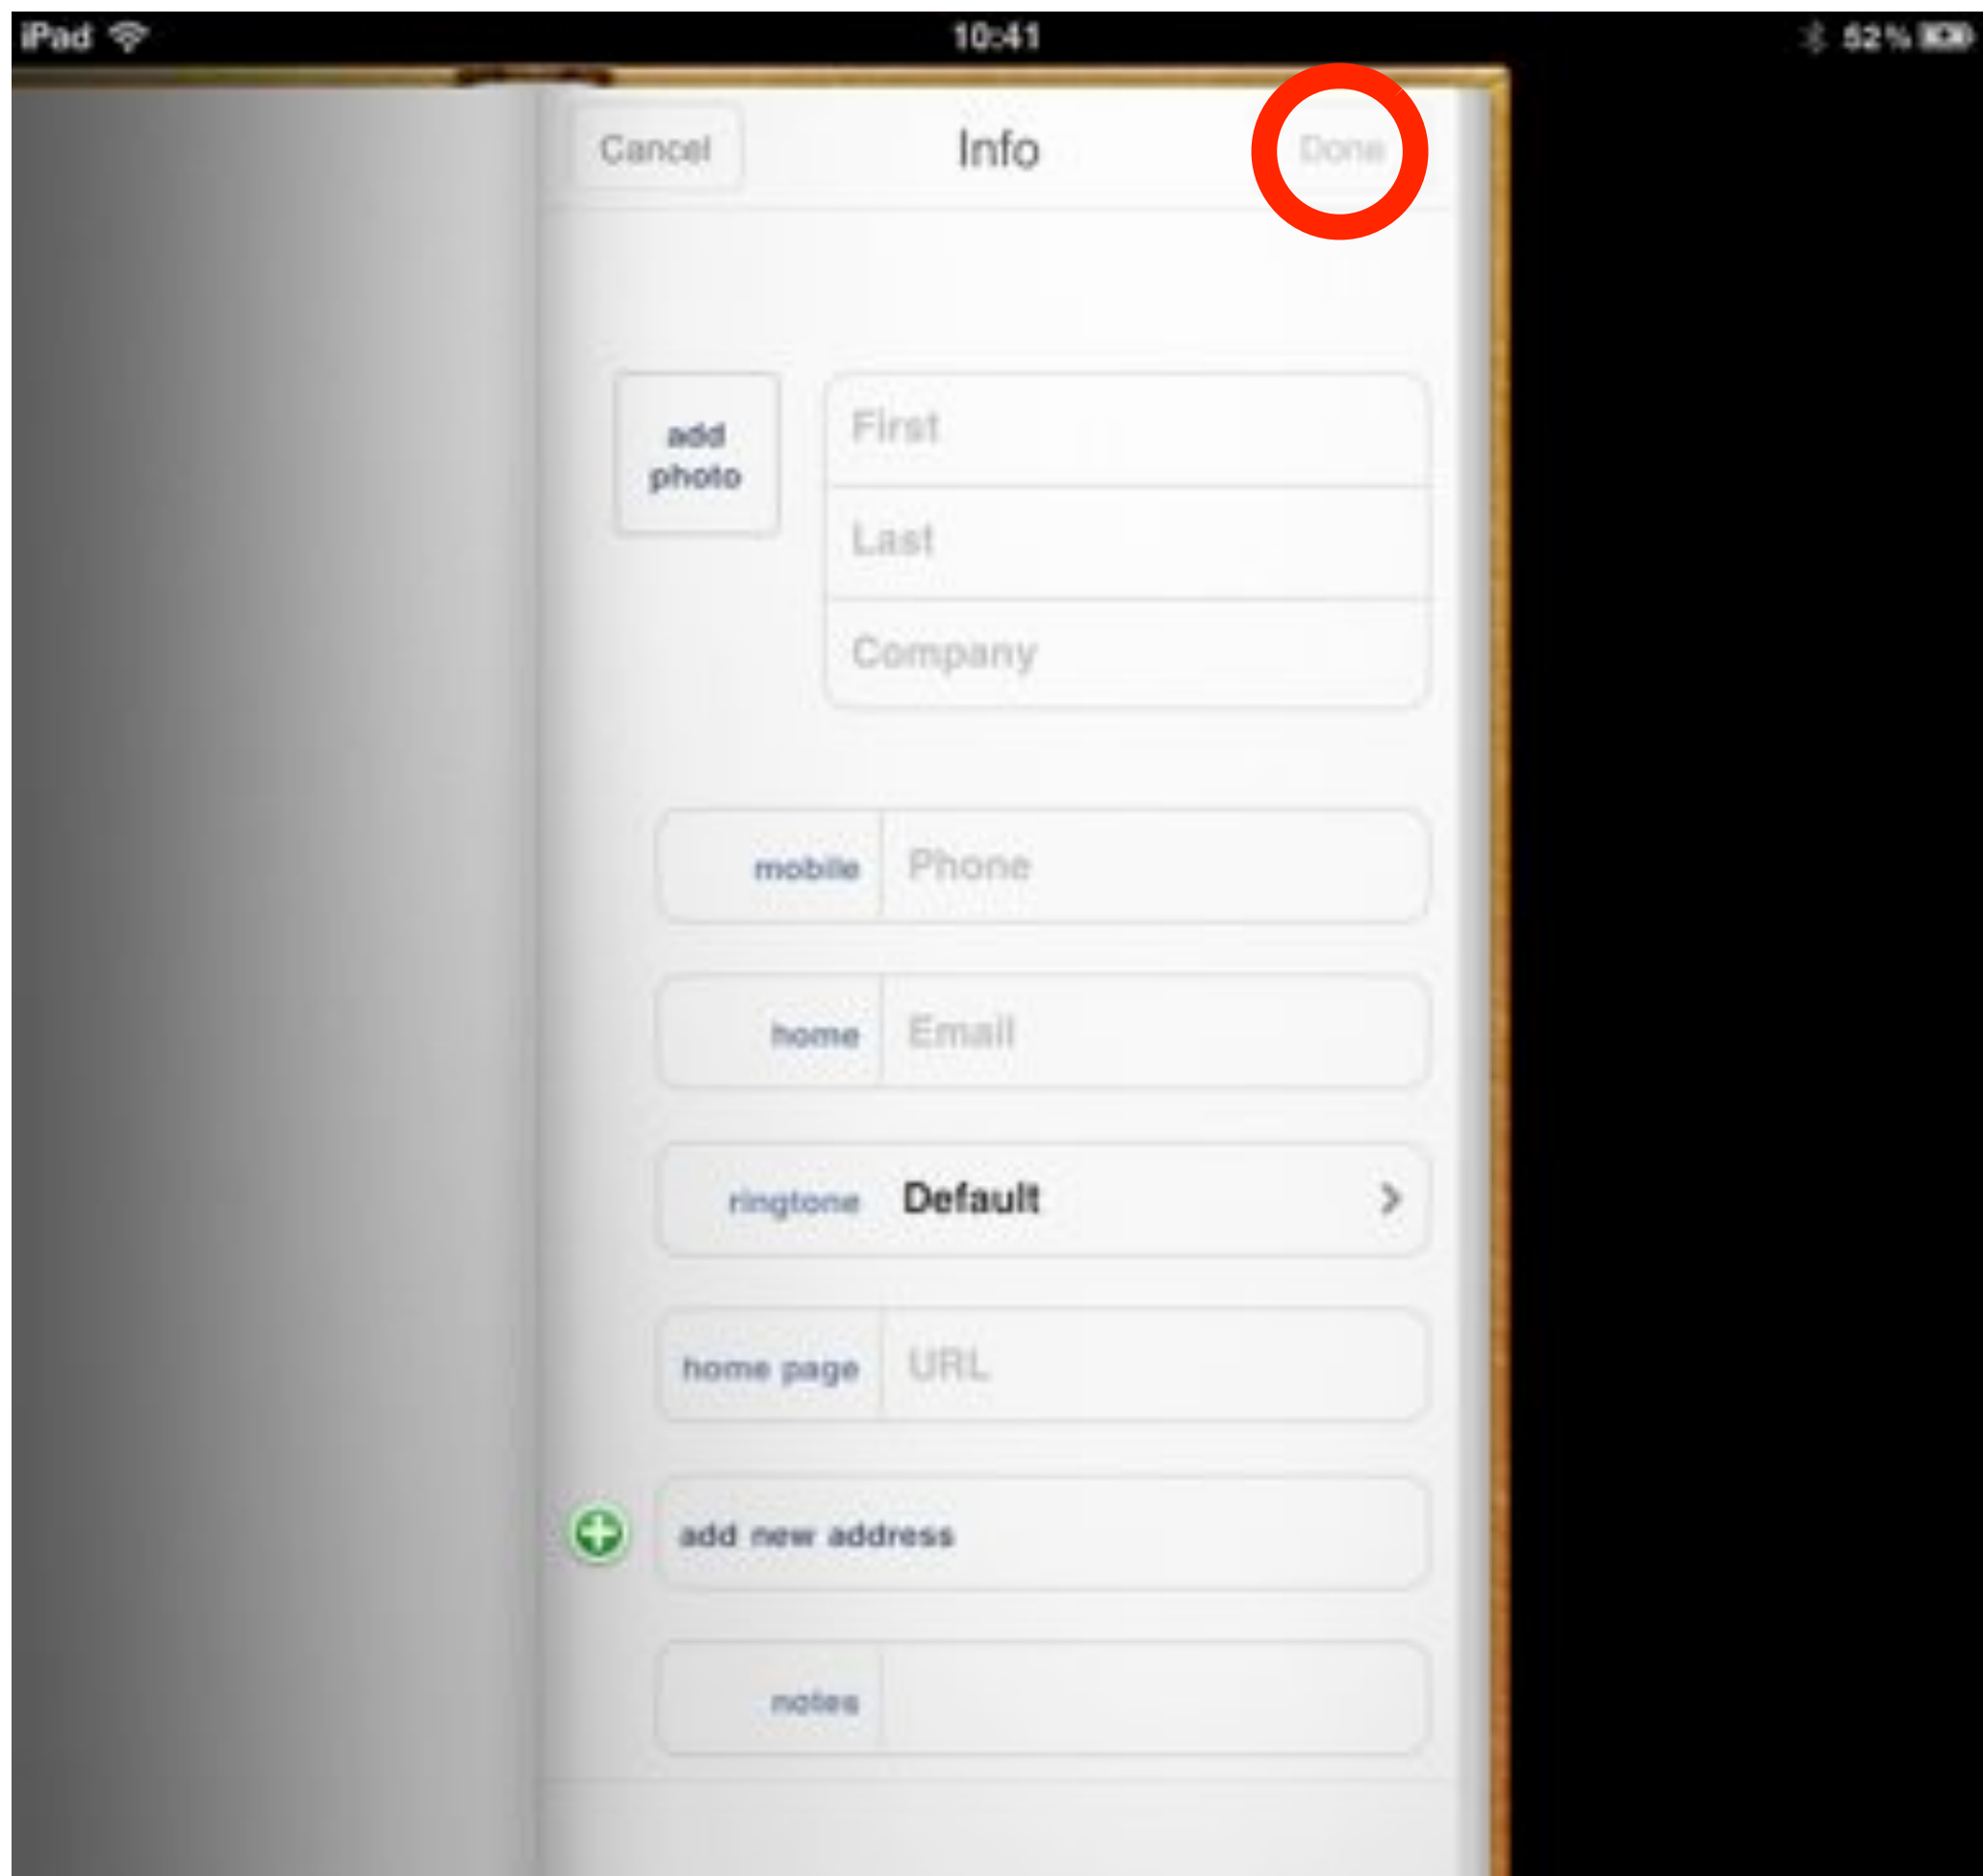 iPad 10:41 52%
Cancel Info Done
add
photo
First
Last
Company
mobile Phone
home Email
ringtone Default
home page URL
add new address
notes